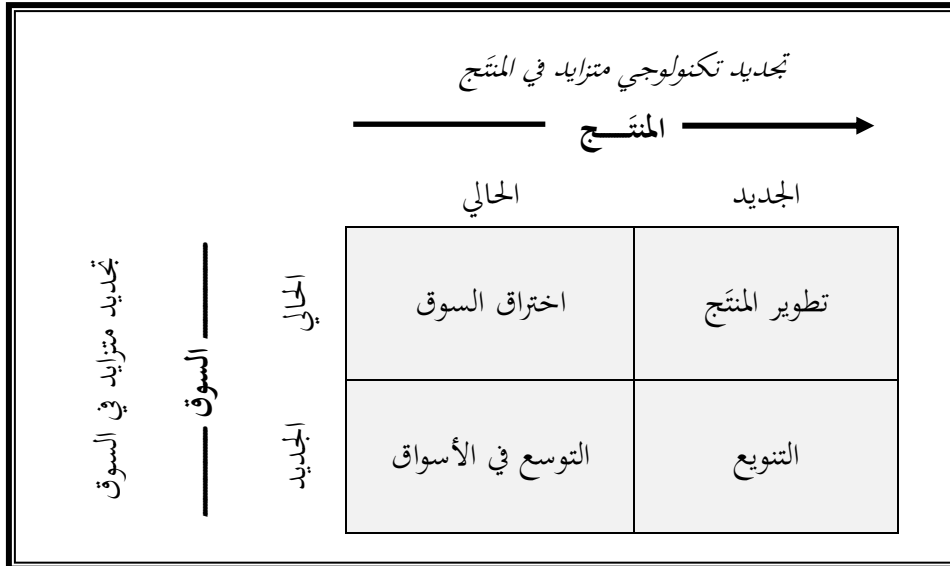 تجديد تكنولوجي متزايد في المنتَج
المنتَـــج
الجديد الحالي
تجديد متزايد في السوق
السوق
الحالي
اختراق السوق
تطوير المنتَج
الجديد
التوسع في الأسواق
التنويع